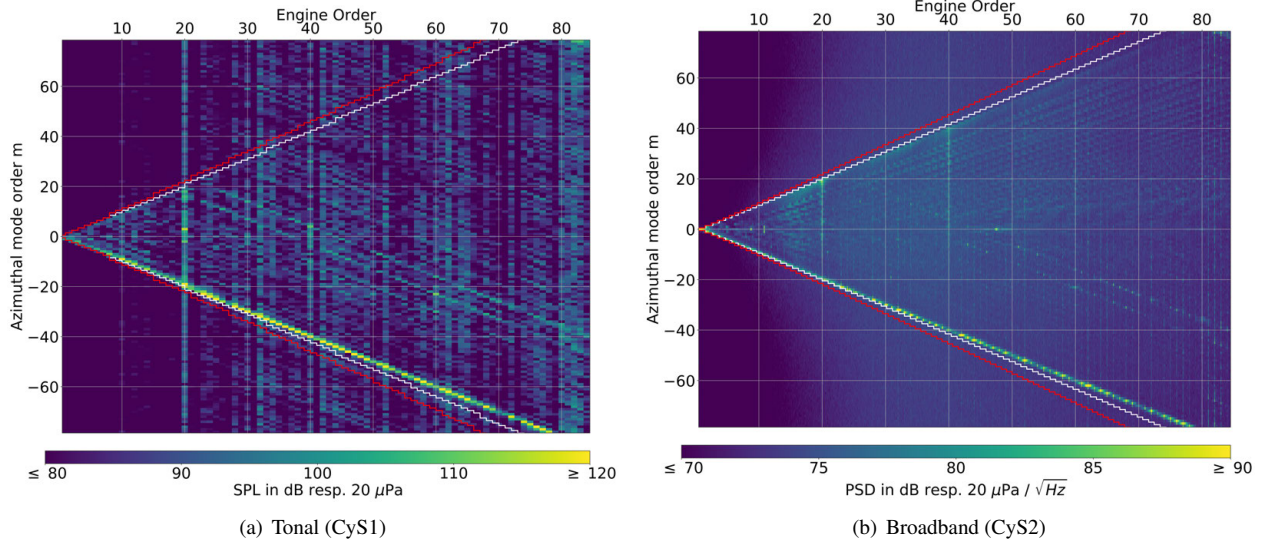 Engine Order
10 20 30 40 50 60 70 80
Azimuthal mode order m
60
40
20
0
−20
−40
−60
≤ 80 90 100 110 ≥ 120
SPL in dB resp. 20 μPa
(a) Tonal (CyS1)
Engine Order
10 20 30 40 50 60 70 80
Azimuthal mode order m
60
40
20
0
−20
−40
−60
≤ 70 75 80 85 ≥ 90
PSD in dB resp. 20 μPa / √Hz
(b) Broadband (CyS2)